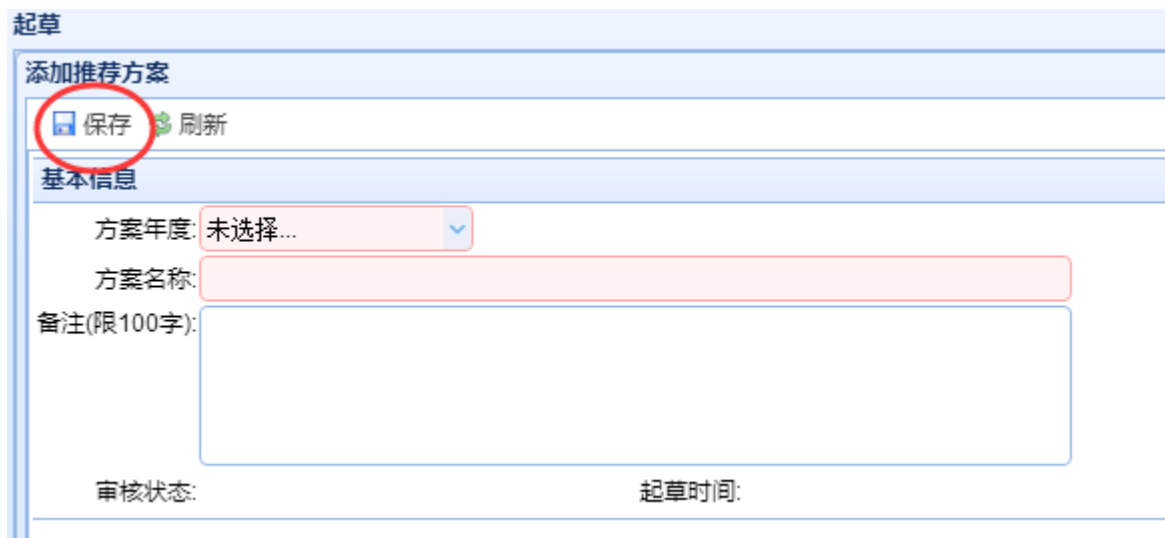 起草
添加推荐方案
保存 刷新
基本信息
方案年度: 未选择...
方案名称:
备注(限100字):
审核状态: 起草时间: